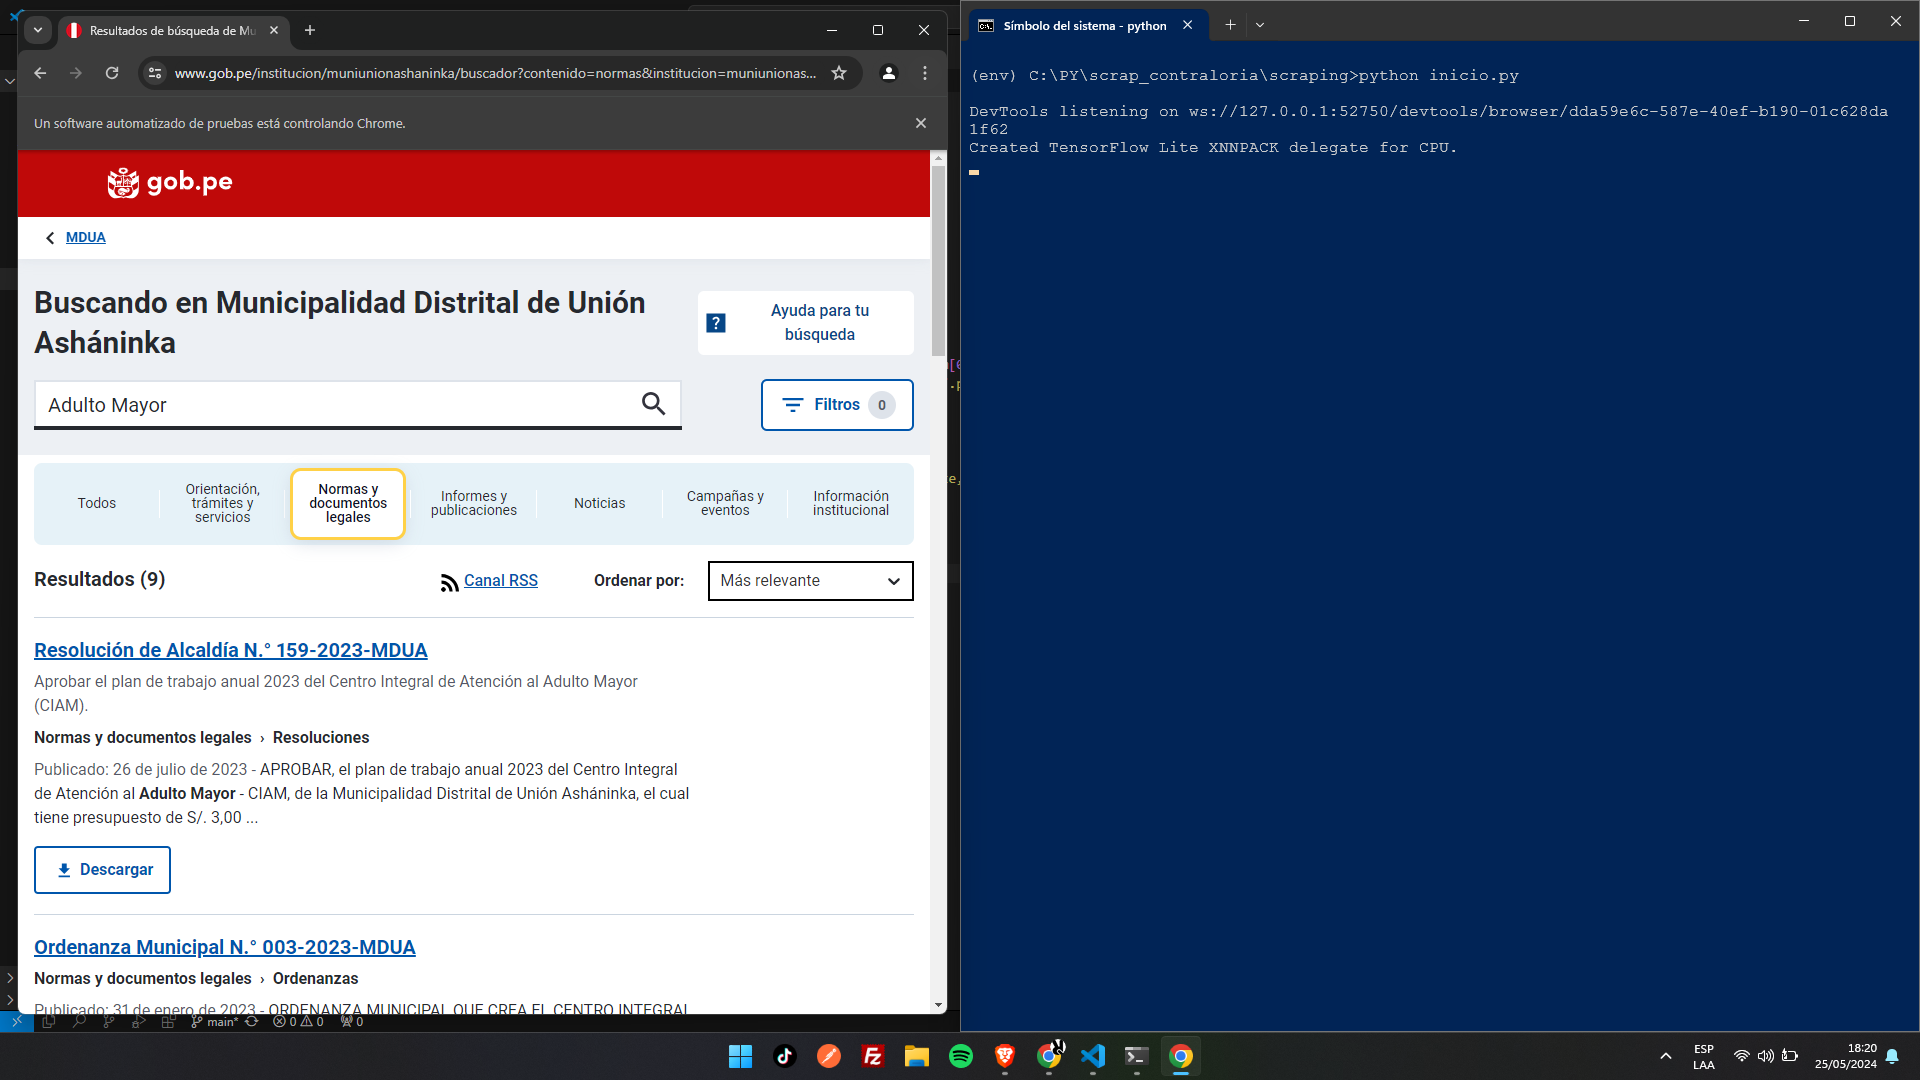 Resultados de búsqueda de Mu
www.gob.pe/institucion/muniunionashaninka/buscador?contenido=normas&institucion=muniunionas...
Un software automatizado de pruebas está controlando Chrome.
gob.pe
MDUA
Buscando en Municipalidad Distrital de Unión
Asháninka
? Ayuda para tu
búsqueda
Adulto Mayor
Filtros 0
Todos
Orientación,
trámites y
servicios
Normas y
documentos
legales
Informes y
publicaciones
Noticias
Campañas y
eventos
Información
institucional
Resultados (9)
Canal RSS
Ordenar por:
Más relevante
Resolución de Alcaldía N.° 159-2023-MDUA
Aprobar el plan de trabajo anual 2023 del Centro Integral de Atención al Adulto Mayor
(CIAM).
Normas y documentos legales › Resoluciones
Publicado: 26 de julio de 2023 - APROBAR, el plan de trabajo anual 2023 del Centro Integral
de Atención al Adulto Mayor - CIAM, de la Municipalidad Distrital de Unión Asháninka, el cual
tiene presupuesto de S/. 3,00 ...
Descargar
Ordenanza Municipal N.° 003-2023-MDUA
Normas y documentos legales › Ordenanzas
Publicado: 31 de enero de 2023 - ORDENANZA MUNICIPAL QUE CREA EL CENTRO INTEGRAL
main* 0 0 0
Símbolo del sistema - python
(env) C:\PY\scrap_contraloria\scraping>python inicio.py
DevTools listening on ws://127.0.0.1:52750/devtools/browser/dda59e6c-587e-40ef-b190-01c628da
1f62
Created TensorFlow Lite XNNPACK delegate for CPU.
ESP
LAA
18:20
25/05/2024